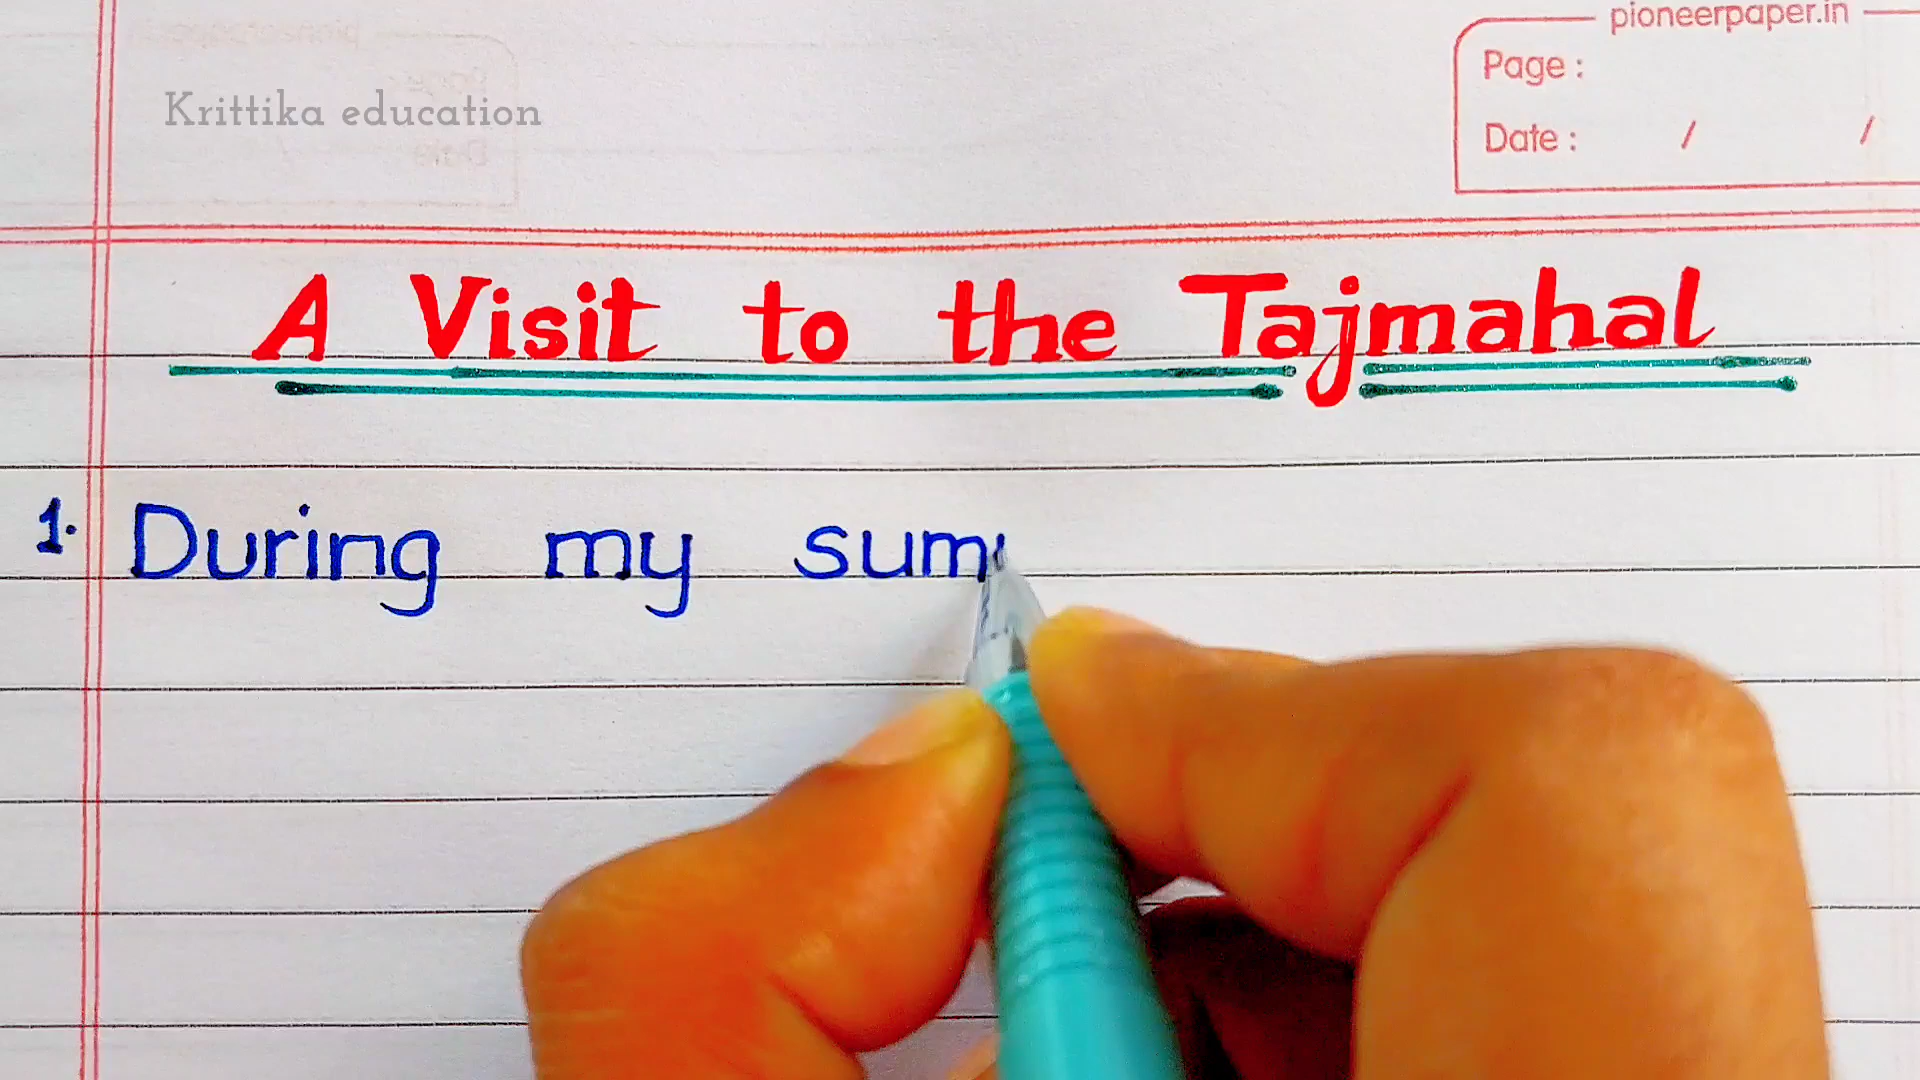 pioneerpaper.in
Krittika education
Page :
Date : / /
A Visit to the Tajmahal
1. During my sum